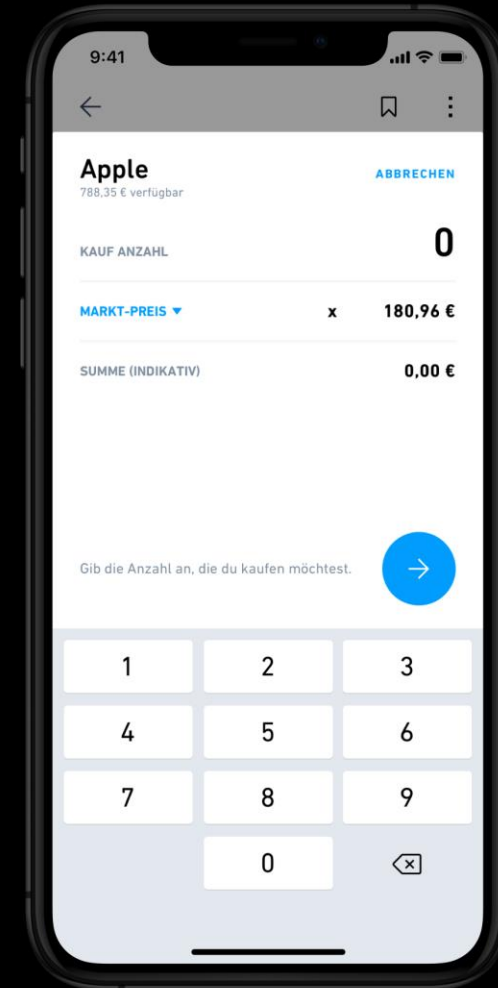 9:41
Apple
ABBRECHEN
788,35 € verfügbar
KAUF ANZAHL 0
MARKT-PREIS ▼ x 180,96 €
SUMME (INDIKATIV) 0,00 €
Gib die Anzahl an, die du kaufen möchtest.
1 2 3
4 5 6
7 8 9
0